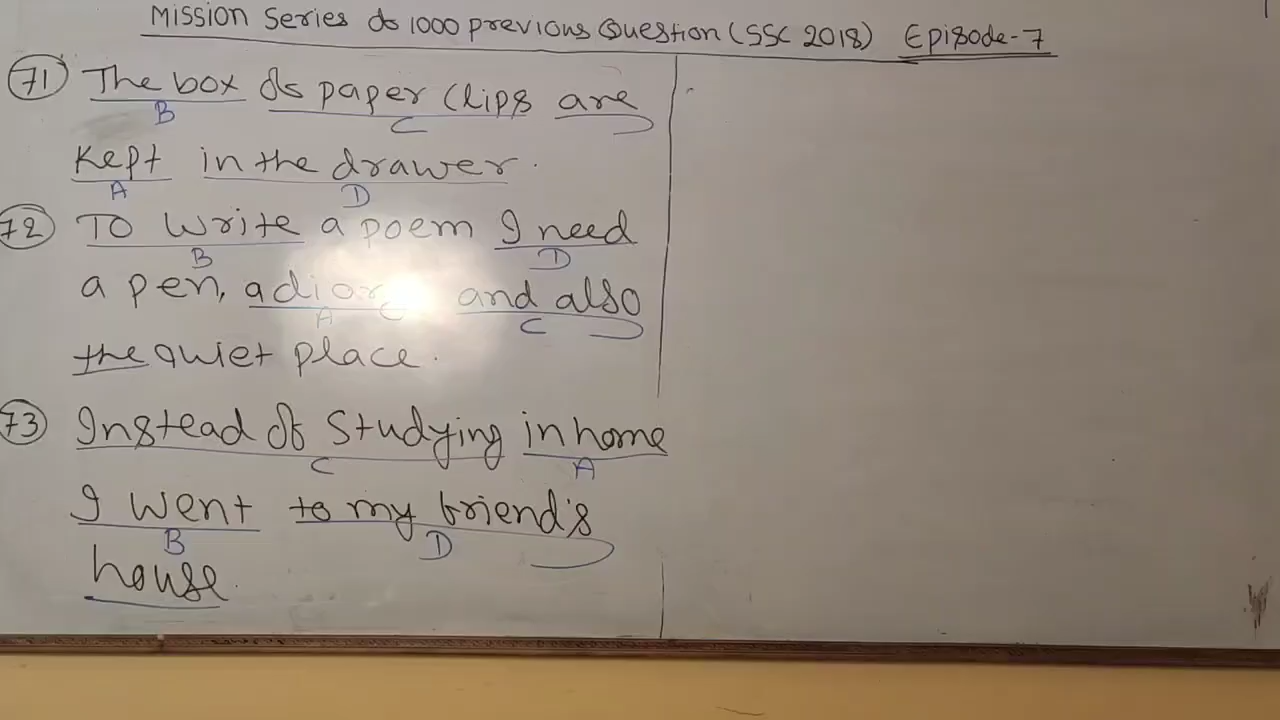 Mission Series of 1000 previous Question (SSC 2018) Episode-7
71 The box of paper clips are
B C
kept in the drawer.
A D
72 To write a poem I need
B D
a pen, a and also
A C C
the quiet place.
73 Instead of studying in home
C A
I went to my friend's
B D
house.